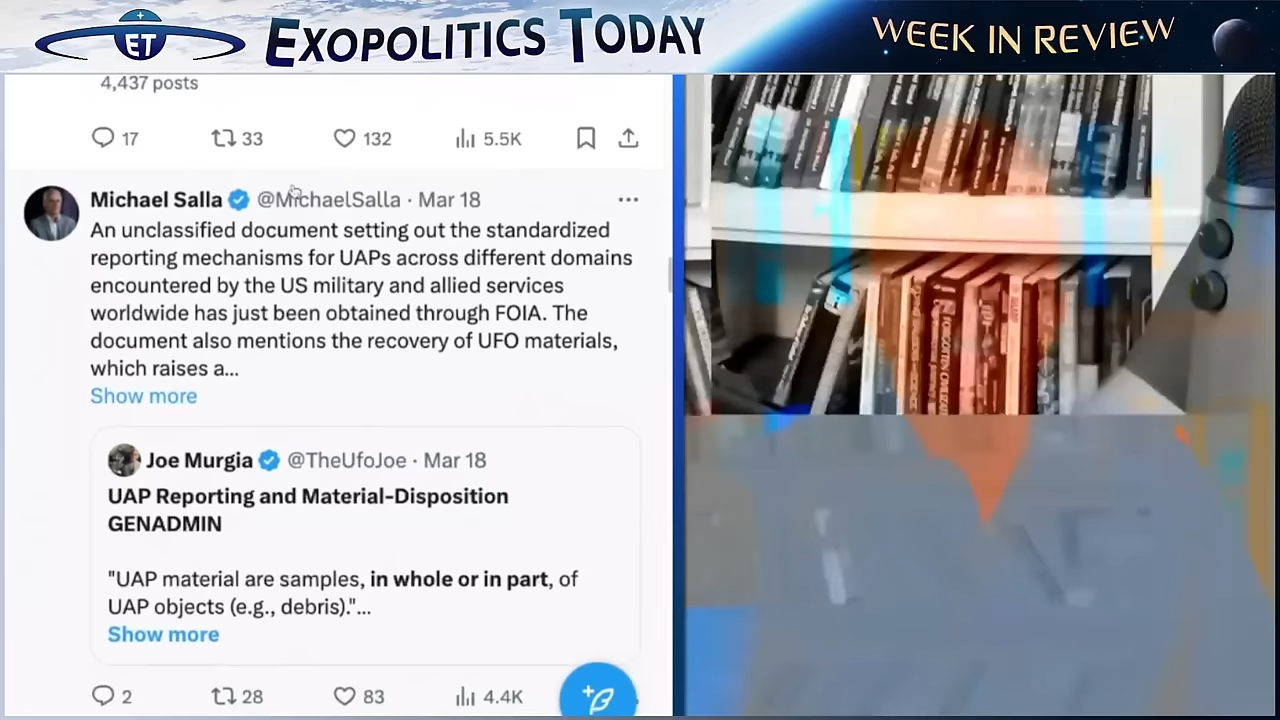 ET
EXOPOLITICS TODAY
WEEK IN REVIEW
4,437 posts
17 33 132 5.5K
Michael Salla @MichaelSalla · Mar 18
An unclassified document setting out the standardized
reporting mechanisms for UAPs across different domains
encountered by the US military and allied services
worldwide has just been obtained through FOIA. The
document also mentions the recovery of UFO materials,
which raises a...
Show more
Joe Murgia @TheUfoJoe · Mar 18
UAP Reporting and Material-Disposition
GENADMIN
"UAP material are samples, in whole or in part, of
UAP objects (e.g., debris)."...
Show more
2 28 83 4.4K